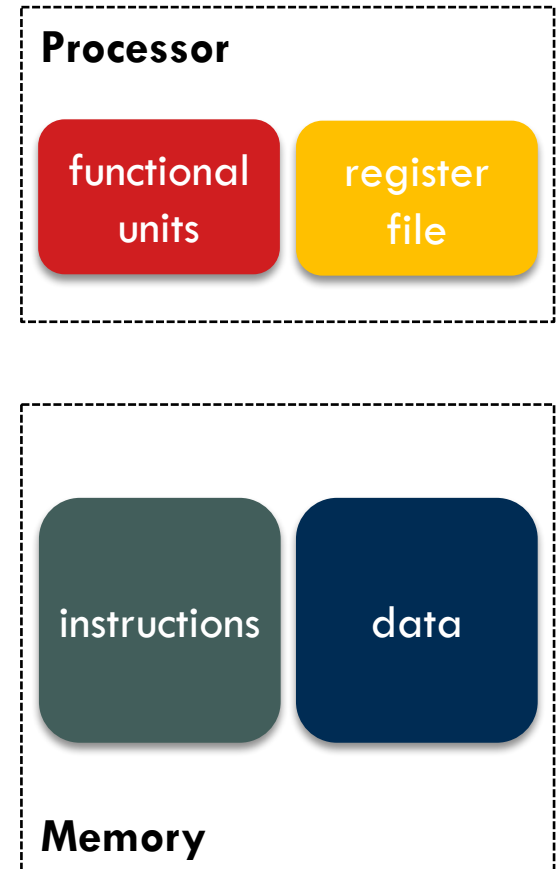 Processor
functional
units
register
file
instructions
data
Memory